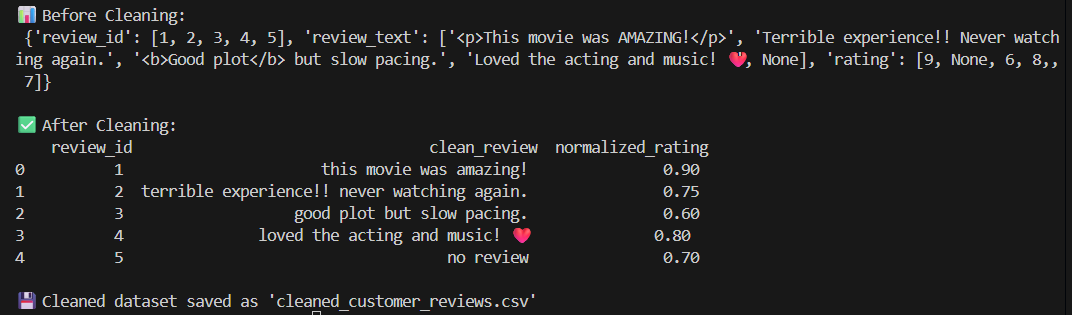 📊 Before Cleaning:
{'review_id': [1, 2, 3, 4, 5], 'review_text': ['<p>This movie was AMAZING!</p>', 'Terrible experience!! Never watch
ing again.', '<b>Good plot</b> but slow pacing.', 'Loved the acting and music! ❤️', None], 'rating': [9, None, 6, 8,,
7]}
✅ After Cleaning:
review_id clean_review normalized_rating
0 1 this movie was amazing! 0.90
1 2 terrible experience!! never watching again. 0.75
2 3 good plot but slow pacing. 0.60
3 4 loved the acting and music! ❤️ 0.80
4 5 no review 0.70
💾 Cleaned dataset saved as 'cleaned_customer_reviews.csv'